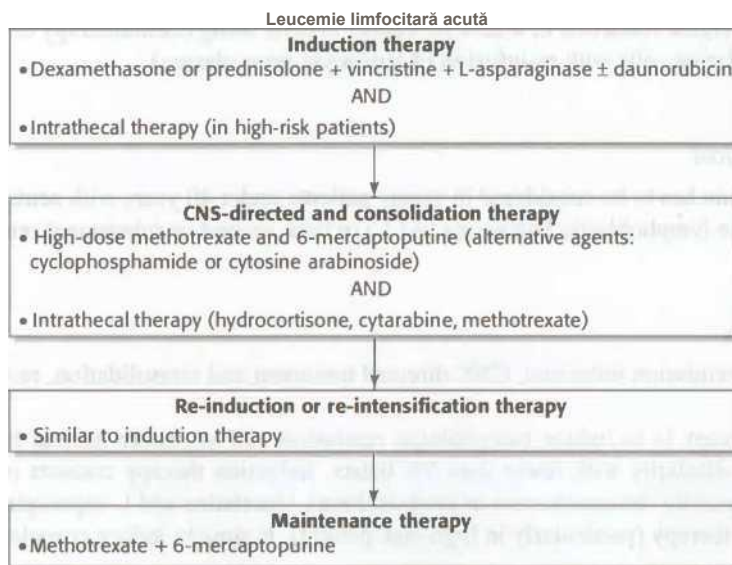 Leucemie limfocitară acută
Induction therapy
• Dexamethasone or prednisolone + vincristine + L-asparaginase ± daunorubicin
AND
• Intrathecal therapy (in high-risk patients)
CNS-directed and consolidation therapy
• High-dose methotrexate and 6-mercaptoputine (alternative agents:
cyclophosphamide or cytosine arabinoside)
AND
• Intrathecal therapy (hydrocortisone, cytarabine, methotrexate)
Re-induction or re-intensification therapy
• Similar to induction therapy
Maintenance therapy
• Methotrexate + 6-mercaptopurine